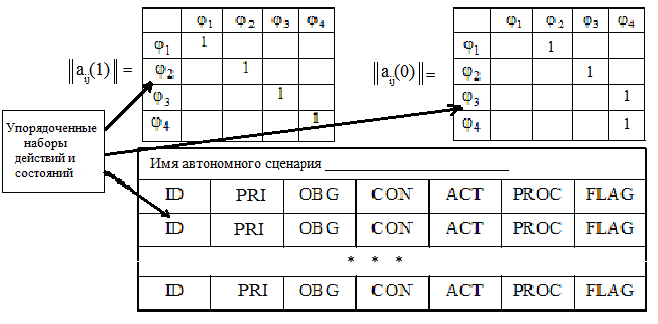 φ1 φ2 φ3 φ4
φ1 1
φ2 1
φ3 1
φ4 1
||aij(1)|| =
φ1 φ2 φ3 φ4
φ1 1
φ2 1
φ3 1
φ4 1
||aij(0)|| =
Упорядоченные
наборы
действий и
состояний
Имя автономного сценария _______________________
ID PRI OBG CON ACT PROC FLAG
ID PRI OBG CON ACT PROC FLAG
* * *
ID PRI OBG CON ACT PROC FLAG